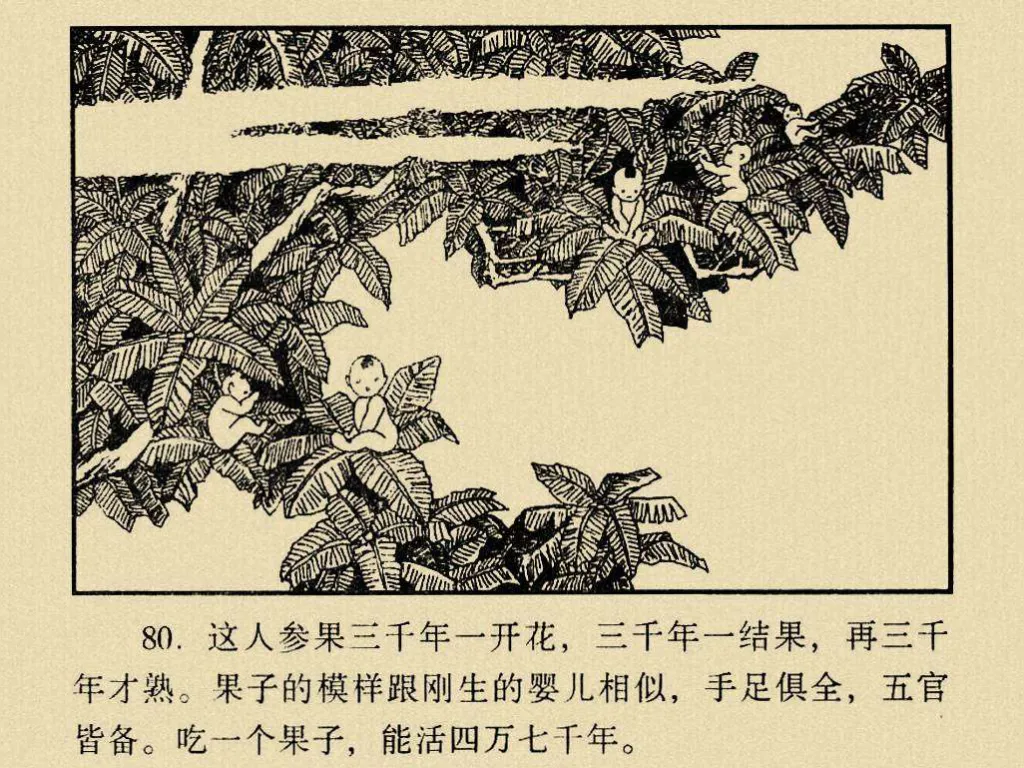 80. 这人参果三千年一开花，三千年一结果，再三千
年才熟。果子的模样跟刚生的婴儿相似，手足俱全，五官
皆备。吃一个果子，能活四万七千年。